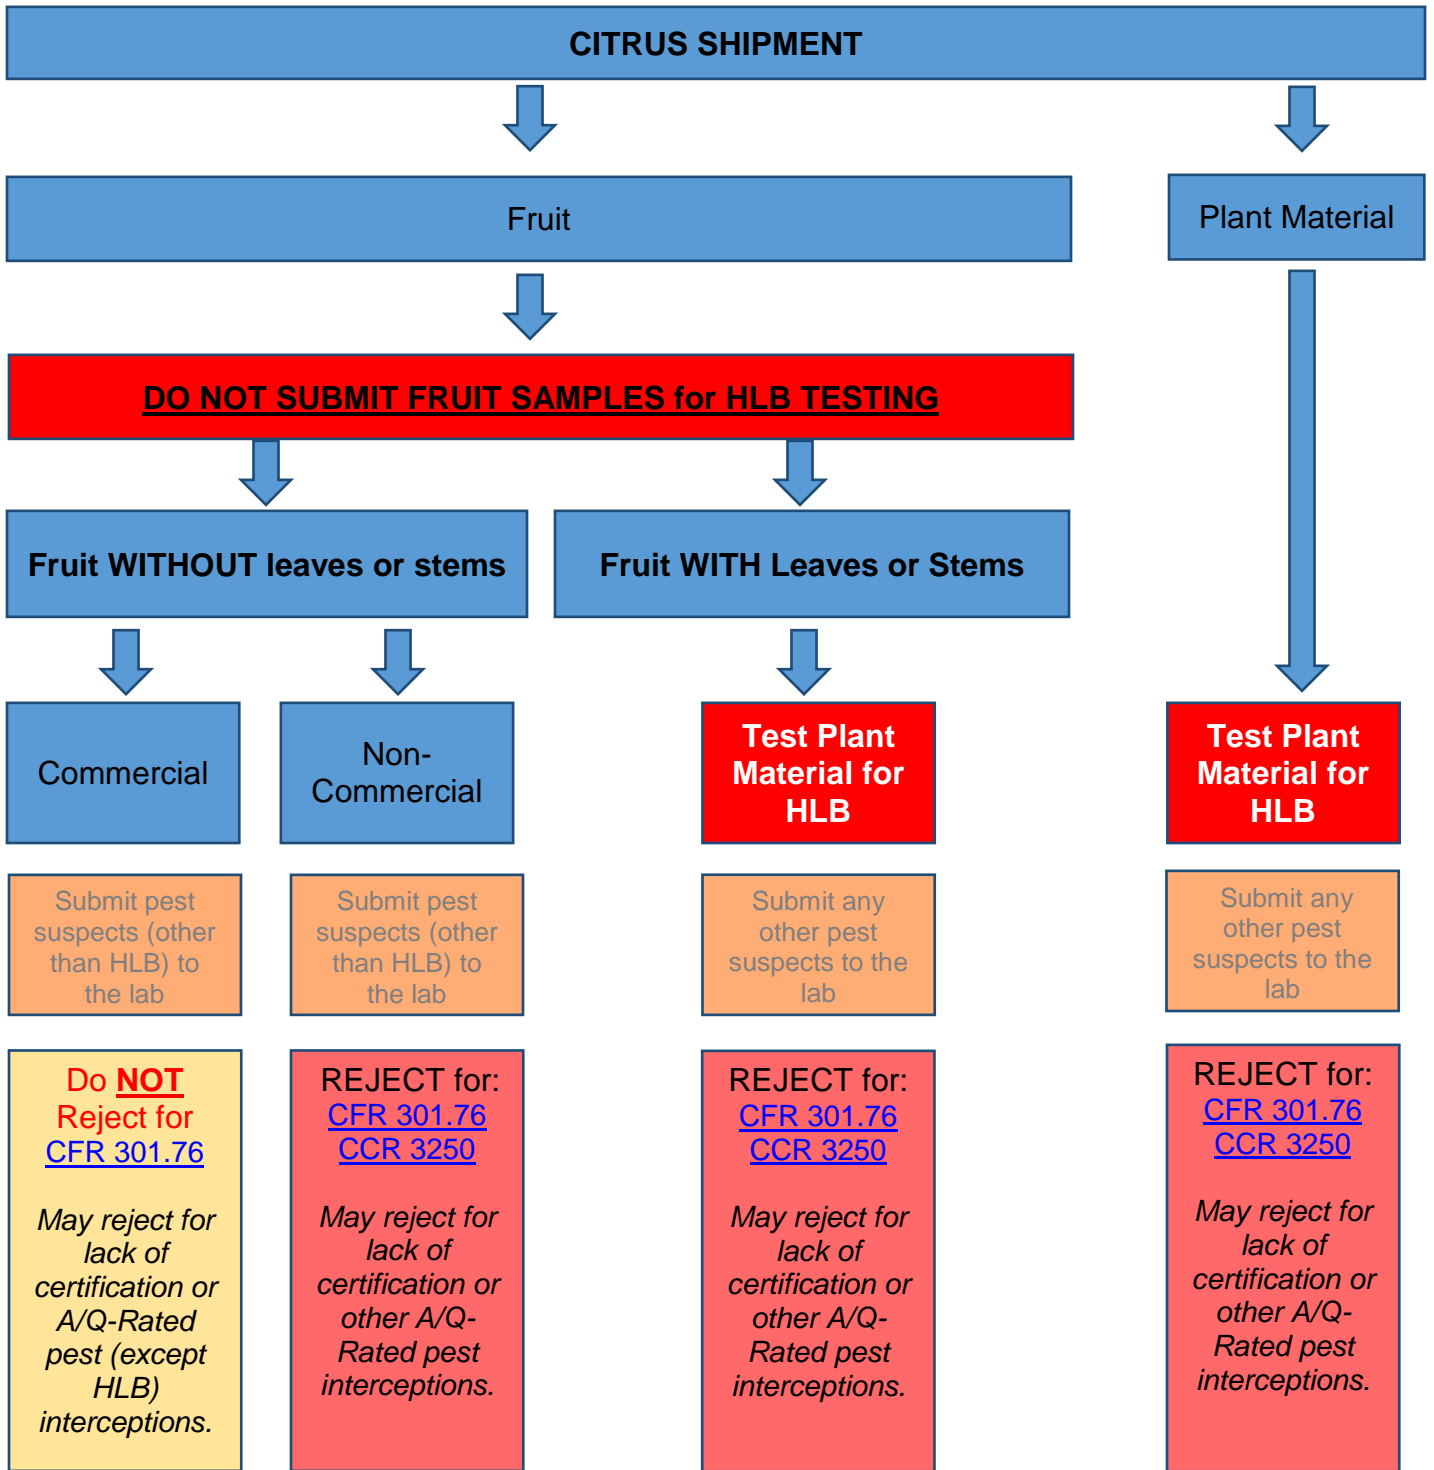 CITRUS SHIPMENT
Fruit
Plant Material
DO NOT SUBMIT FRUIT SAMPLES for HLB TESTING
Fruit WITHOUT leaves or stems
Fruit WITH Leaves or Stems
Commercial
Non-
Commercial
Test Plant
Material for
HLB
Test Plant
Material for
HLB
Submit pest
suspects (other
than HLB) to
the lab
Submit pest
suspects (other
than HLB) to
the lab
Submit any
other pest
suspects to the
lab
Submit any
other pest
suspects to the
lab
Do NOT
Reject for
CFR 301.76
May reject for
lack of
certification or
A/Q-Rated
pest (except
HLB)
interceptions.
REJECT for:
CFR 301.76
CCR 3250
May reject for
lack of
certification or
other A/Q-
Rated pest
interceptions.
REJECT for:
CFR 301.76
CCR 3250
May reject for
lack of
certification or
other A/Q-
Rated pest
interceptions.
REJECT for:
CFR 301.76
CCR 3250
May reject for
lack of
certification or
other A/Q-
Rated pest
interceptions.